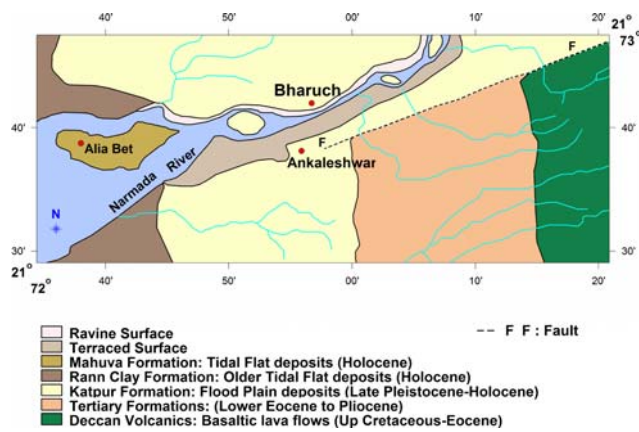 40' 50' 00' 10' 20'
73°
F
Bharuch
40' 40'
F
Alia Bet
Ankaleshwar
Narmada River
N
30' 30'
21° 21°
72° 40' 50' 00' 10' 20'
Ravine Surface
Terraced Surface
F F : Fault
Mahuva Formation: Tidal Flat deposits (Holocene)
Rann Clay Formation: Older Tidal Flat deposits (Holocene)
Katpur Formation: Flood Plain deposits (Late Pleistocene-Holocene)
Tertiary Formations: (Lower Eocene to Pliocene)
Deccan Volcanics: Basaltic lava flows (Up Cretaceous-Eocene)